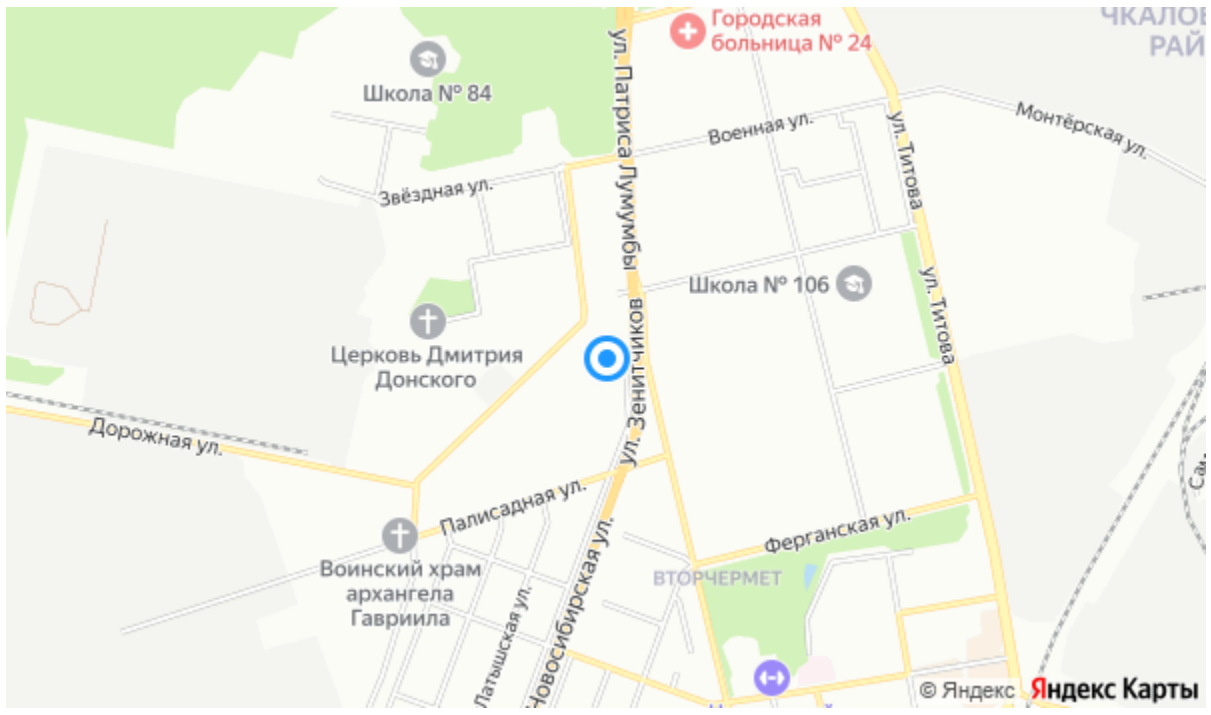 Городская
больница № 24
ЧКАЛОВ
РАЙ
Школа № 84
ул. Патриса Лумумбы
Военная ул.
Монтёрская ул.
ул. Титова
Звёздная ул.
Школа № 106
ул. Титова
Церковь Дмитрия
Донского
ул. Зенитчиков
Дорожная ул.
Сам
Палисадная ул.
Ферганская ул.
Воинский храм
архангела
Гавриила
ВТОРЧЕРМЕТ
Новосибирская ул.
Латышская ул.
© Яндекс Яндекс Карты